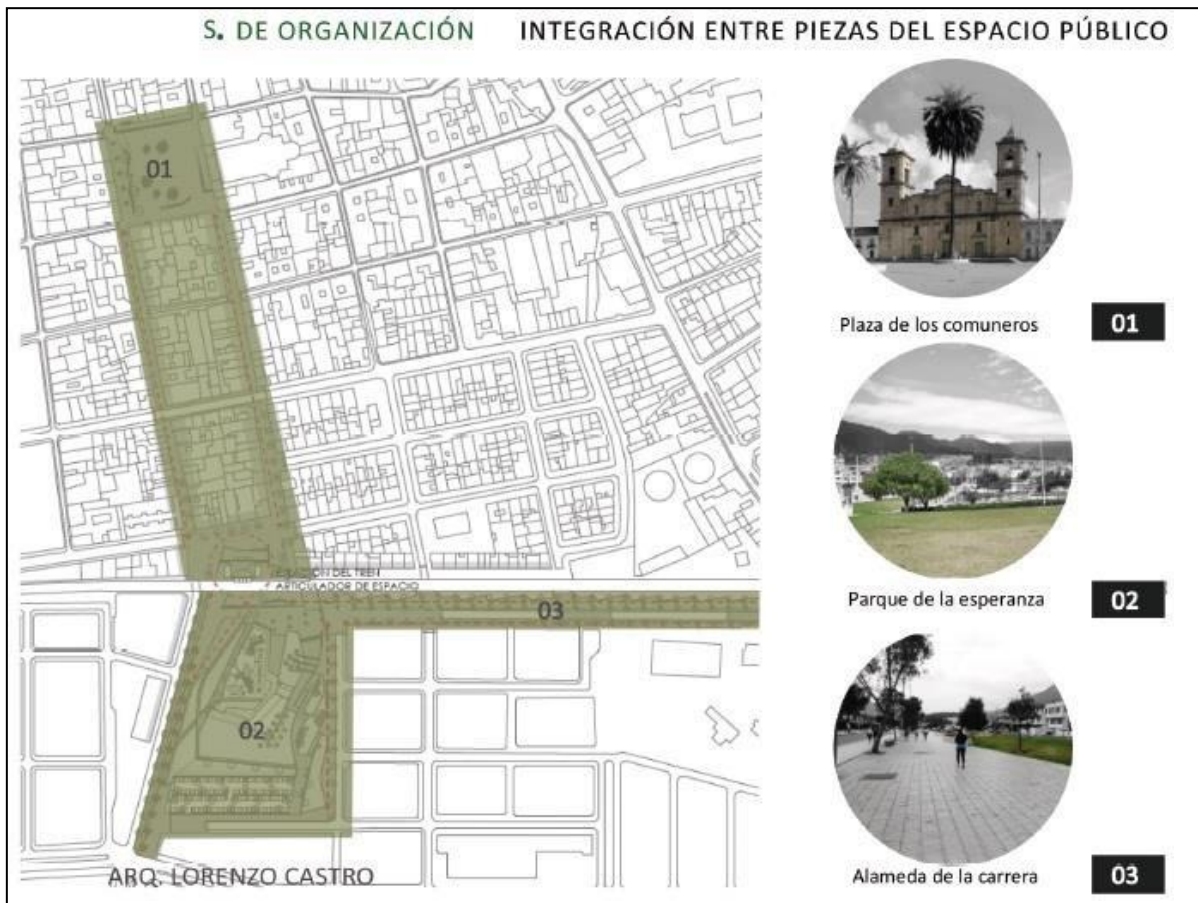 S. DE ORGANIZACIÓN INTEGRACIÓN ENTRE PIEZAS DEL ESPACIO PÚBLICO
01
Plaza de los comuneros 01
DEL TREN
ARTICULADOR DE ESPACIO
03
02
Parque de la esperanza 02
ARQ. LORENZO CASTRO
Alameda de la carrera 03